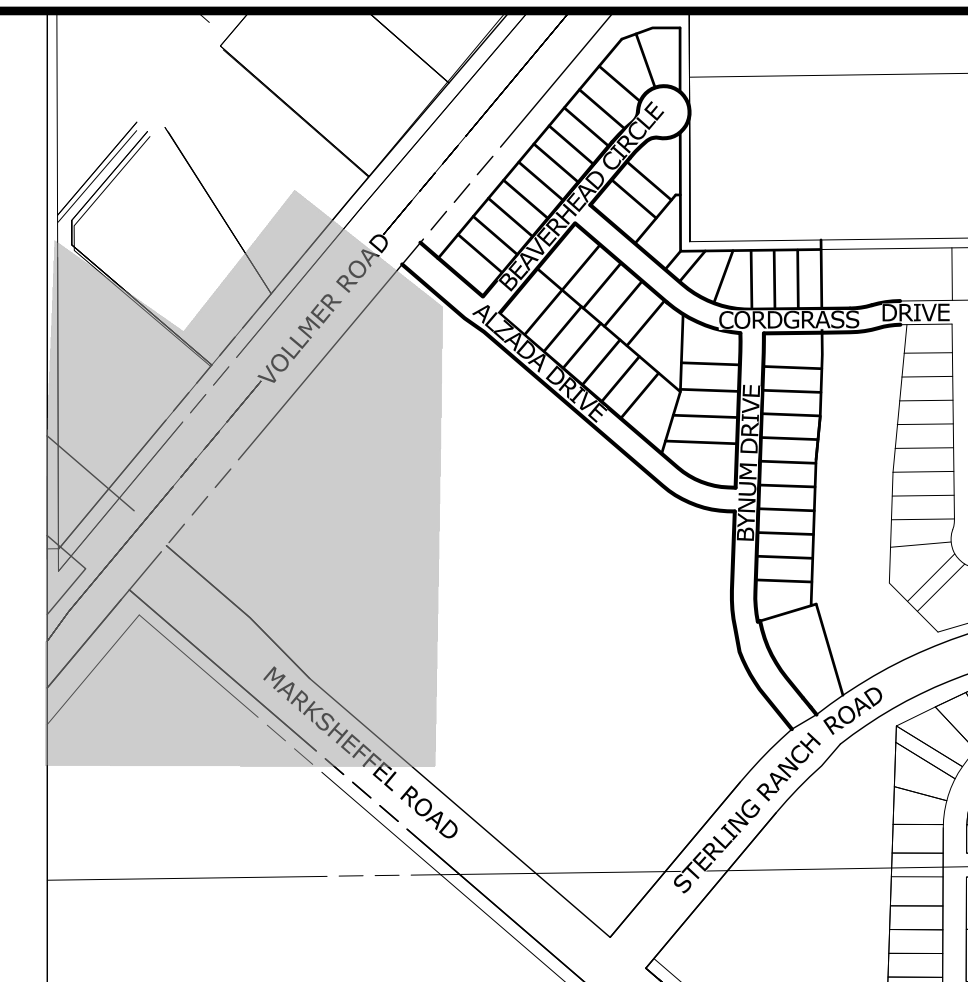 BEAVERHEAD CIRCLE
VOLLMER ROAD
ALZADA DRIVE
CORDGRASS DRIVE
BYNUM DRIVE
MARKSHEFFEL ROAD
STERLING RANCH ROAD